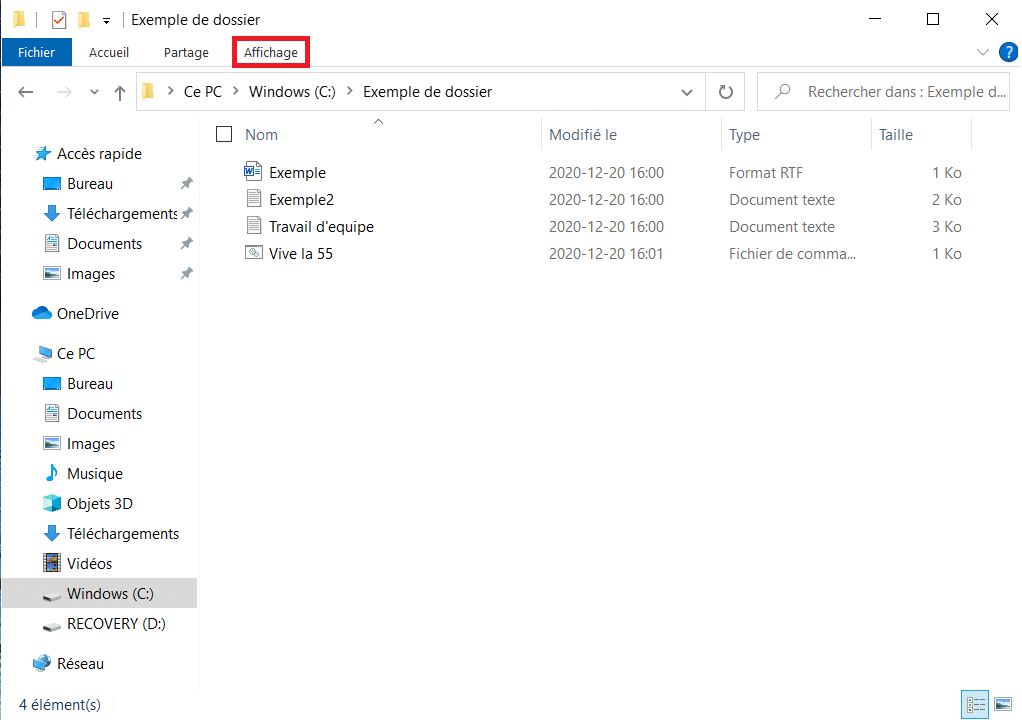 Exemple de dossier
Fichier Accueil Partage Affichage ?
Ce PC > Windows (C:) > Exemple de dossier Rechercher dans : Exemple d...
Nom Modifié le Type Taille
Exemple 2020-12-20 16:00 Format RTF 1 Ko
Exemple2 2020-12-20 16:00 Document texte 2 Ko
Travail d'equipe 2020-12-20 16:00 Document texte 3 Ko
Vive la 55 2020-12-20 16:01 Fichier de comma... 1 Ko
Accès rapide
Bureau
Téléchargements
Documents
Images
OneDrive
Ce PC
Bureau
Documents
Images
Musique
Objets 3D
Téléchargements
Vidéos
Windows (C:)
RECOVERY (D:)
Réseau
4 élément(s)